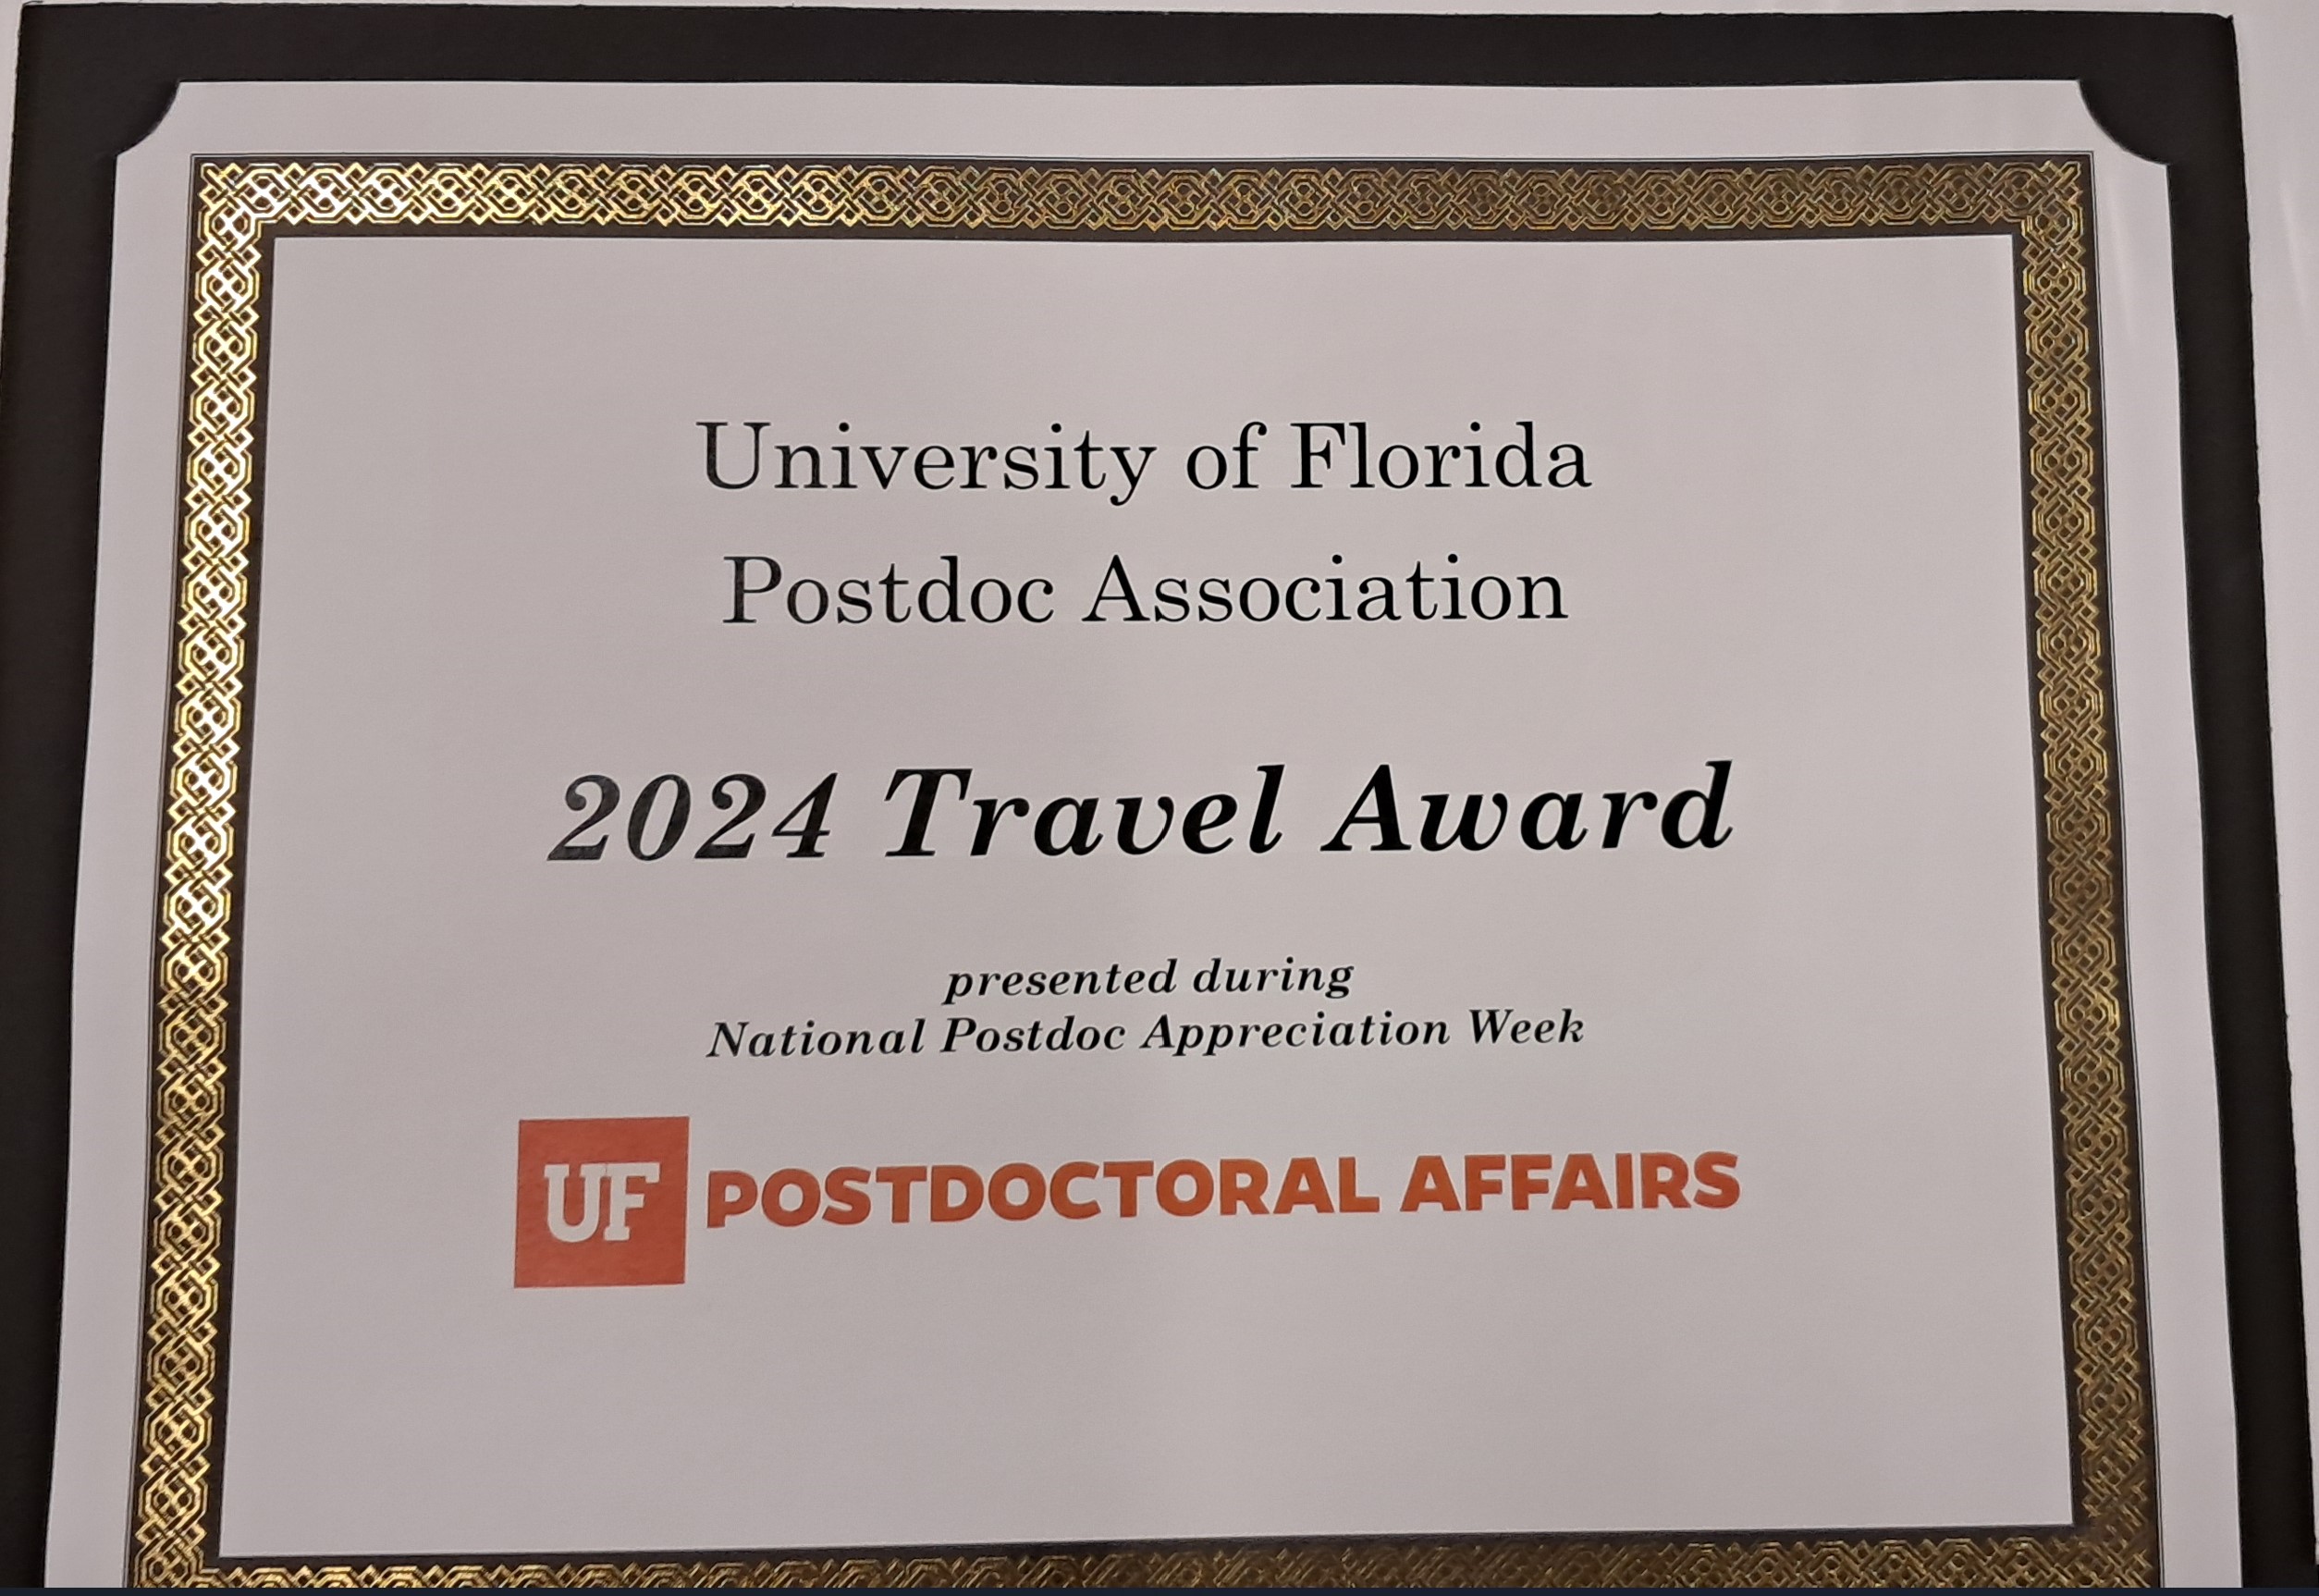 University of Florida
Postdoc Association
2024 Travel Award
presented during
National Postdoc Appreciation Week
UF POSTDOCTORAL AFFAIRS